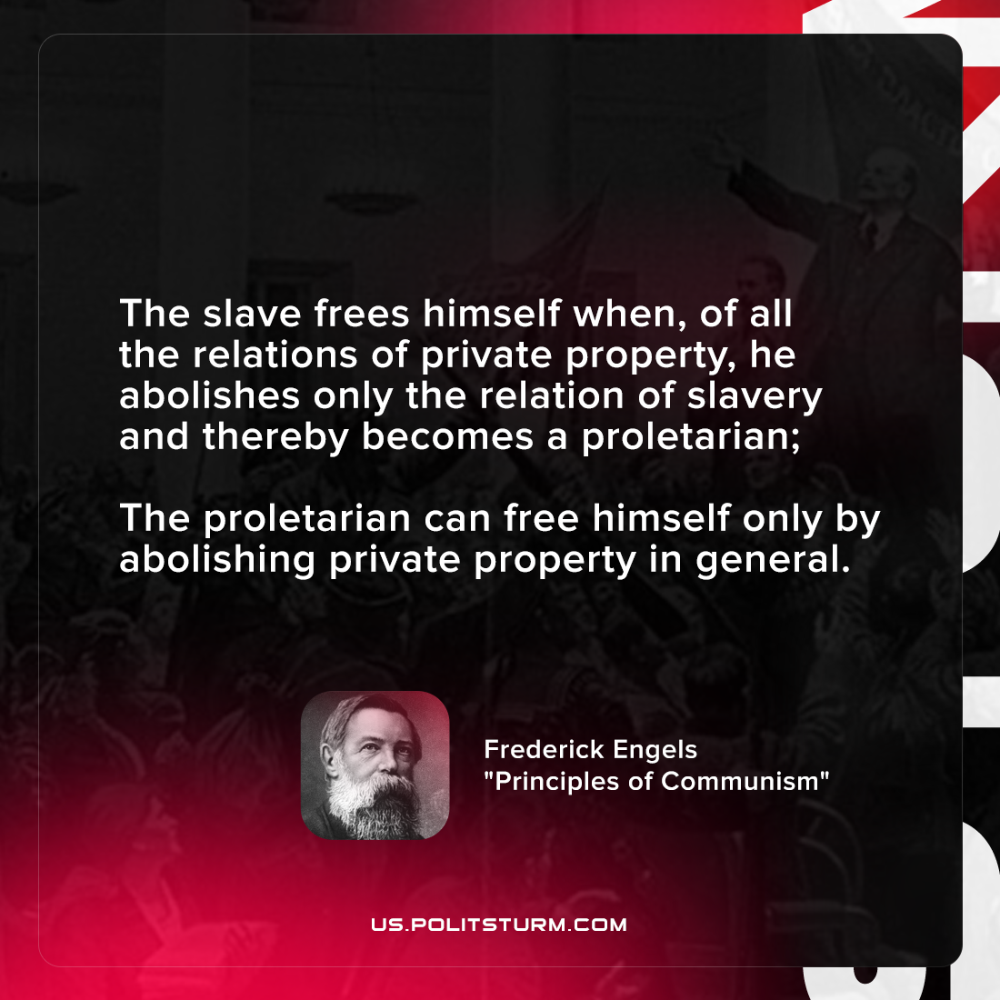 The slave frees himself when, of all
the relations of private property, he
abolishes only the relation of slavery
and thereby becomes a proletarian;
The proletarian can free himself only by
abolishing private property in general.
Frederick Engels
"Principles of Communism"
US.POLITSTURM.COM